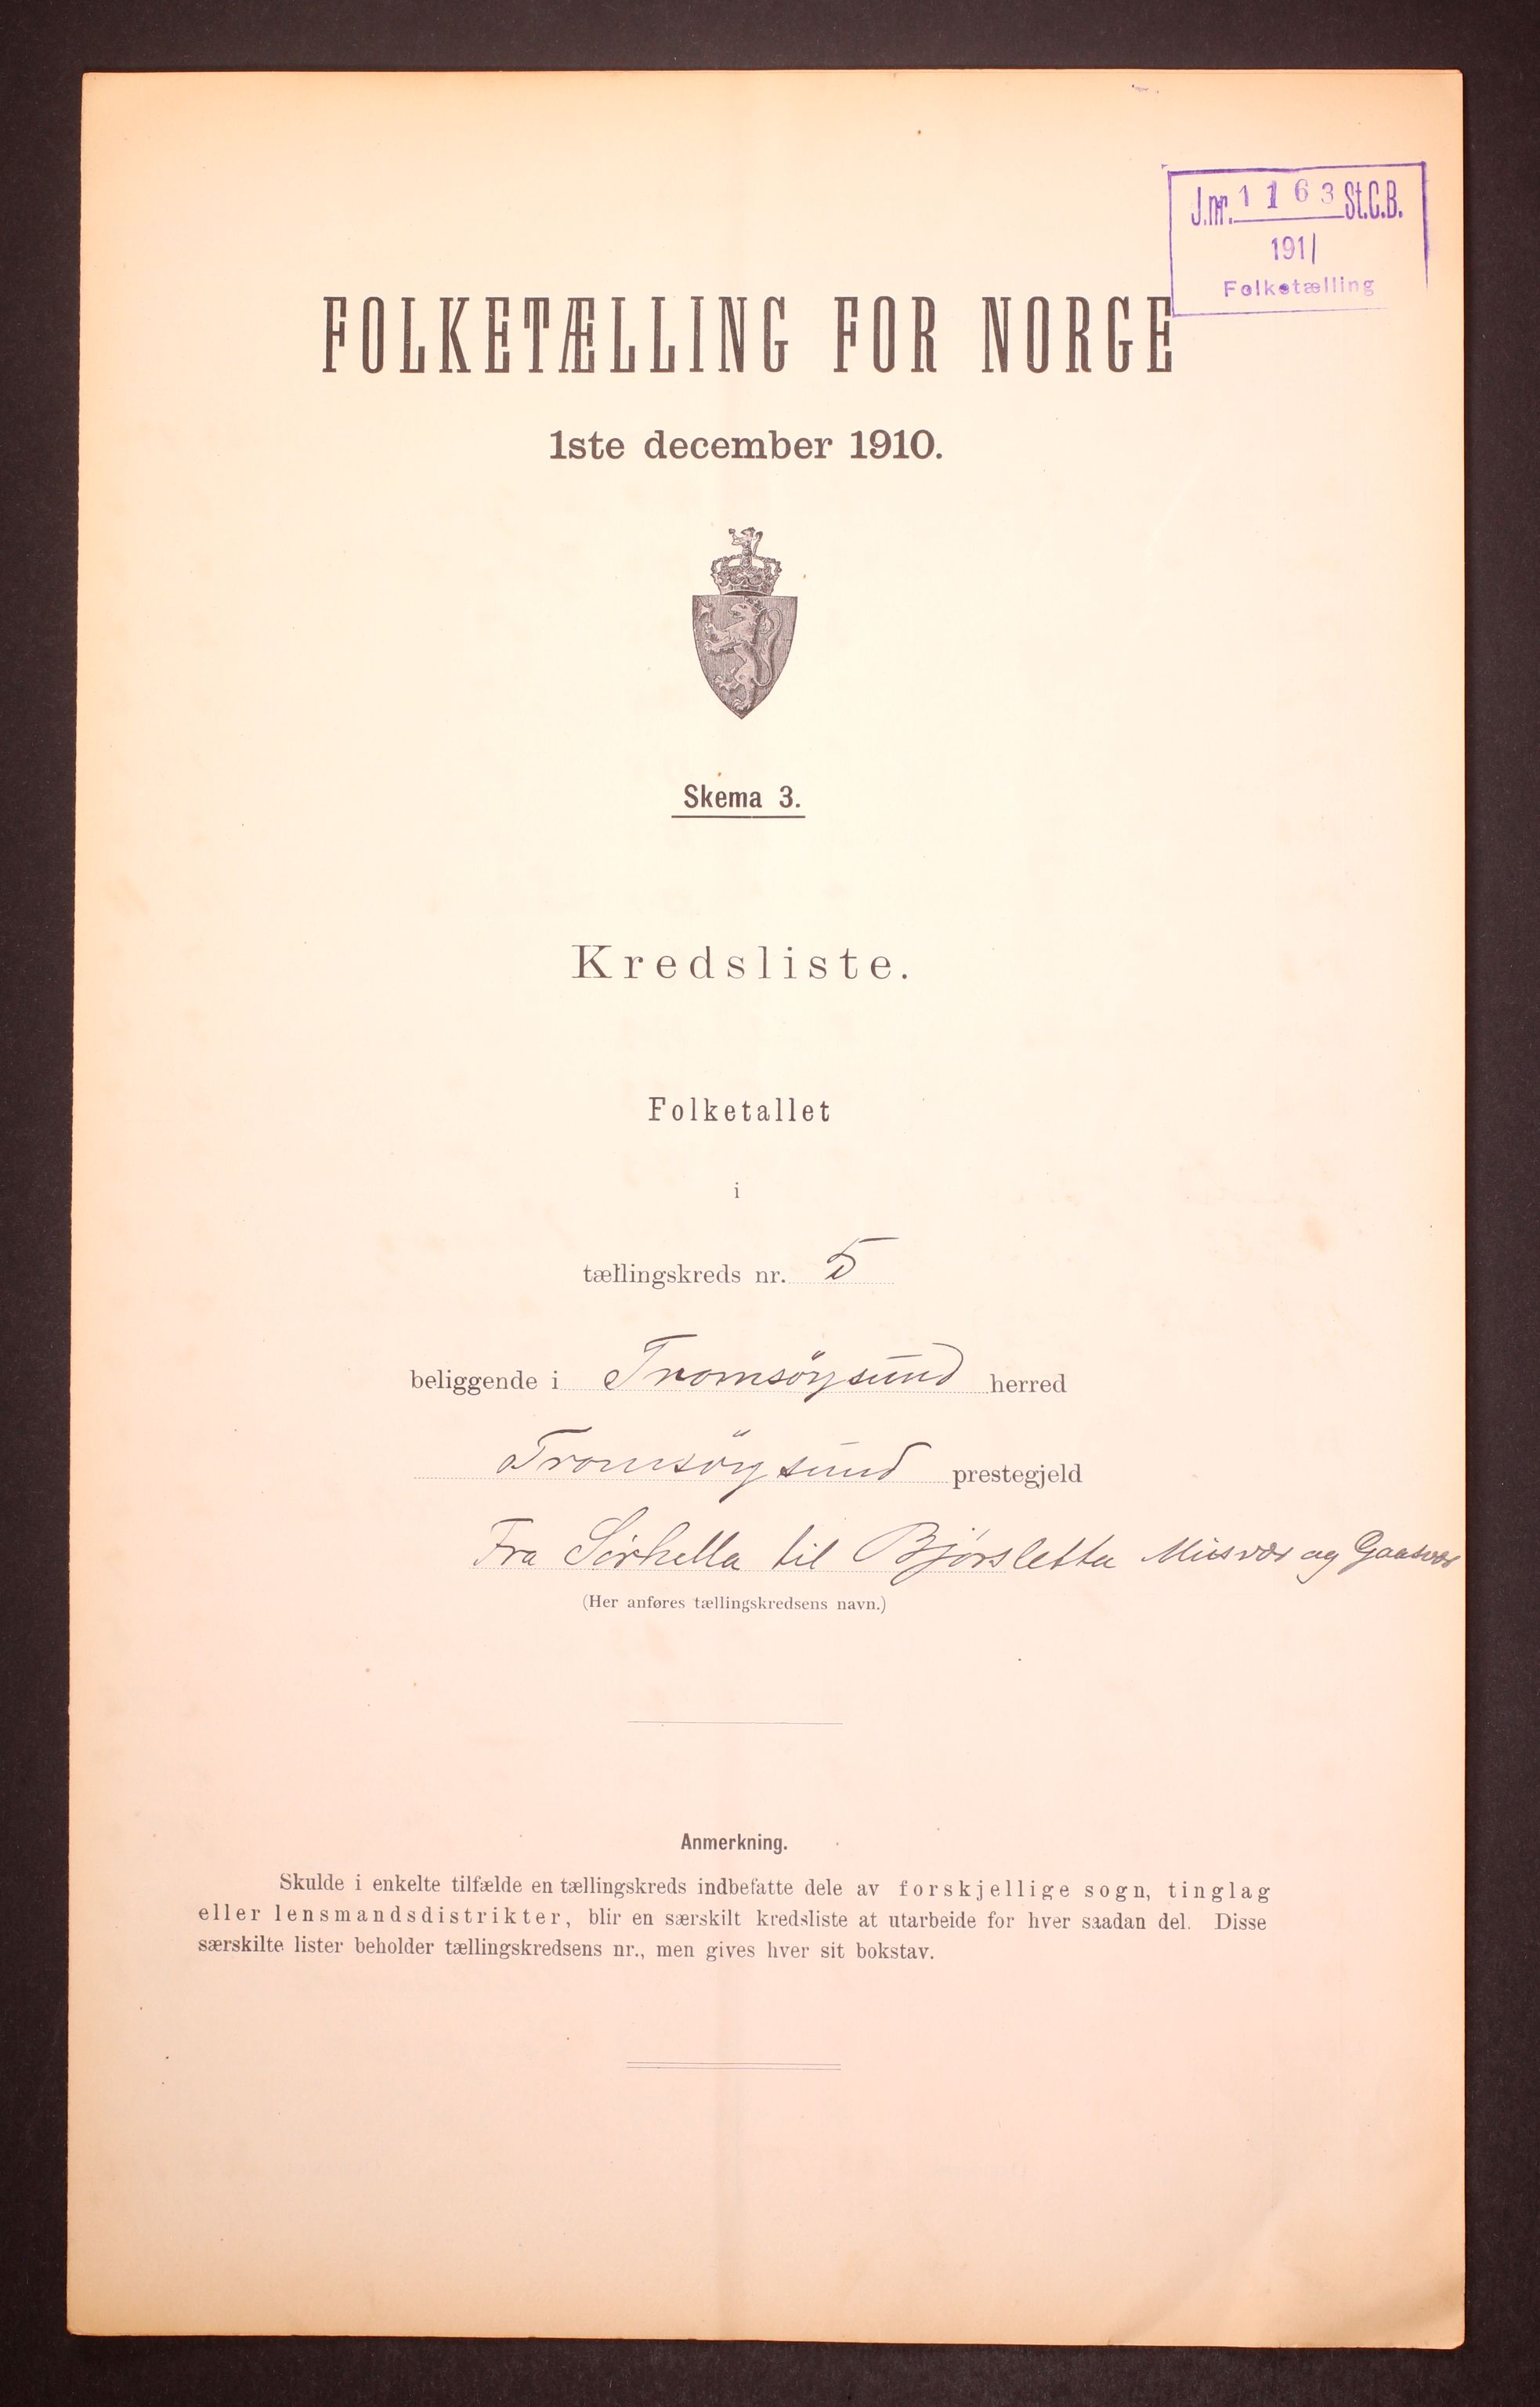 J.nr. 1163 St.C.B.
1911
Folketælling
FOLKETÆLLING FOR NORGE
1ste december 1910.
Skema 3.
Kredsliste.
Folketallet
i
tællingskreds nr. 5
beliggende i Tromsöysund herred
Tromsöysund prestegjeld
Fra Sörhella til Bjørsletta Musvær og Gaasvær
(Her anføres tællingskredsens navn.)
Anmerkning.
Skulde i enkelte tilfælde en tællingskreds indbefatte dele av forskjellige sogn, tinglag
eller lensmandsdistrikter, blir en særskilt kredsliste at utarbeide for hver saadan del. Disse
særskilte lister beholder tællingskredsens nr., men gives hver sit bokstav.